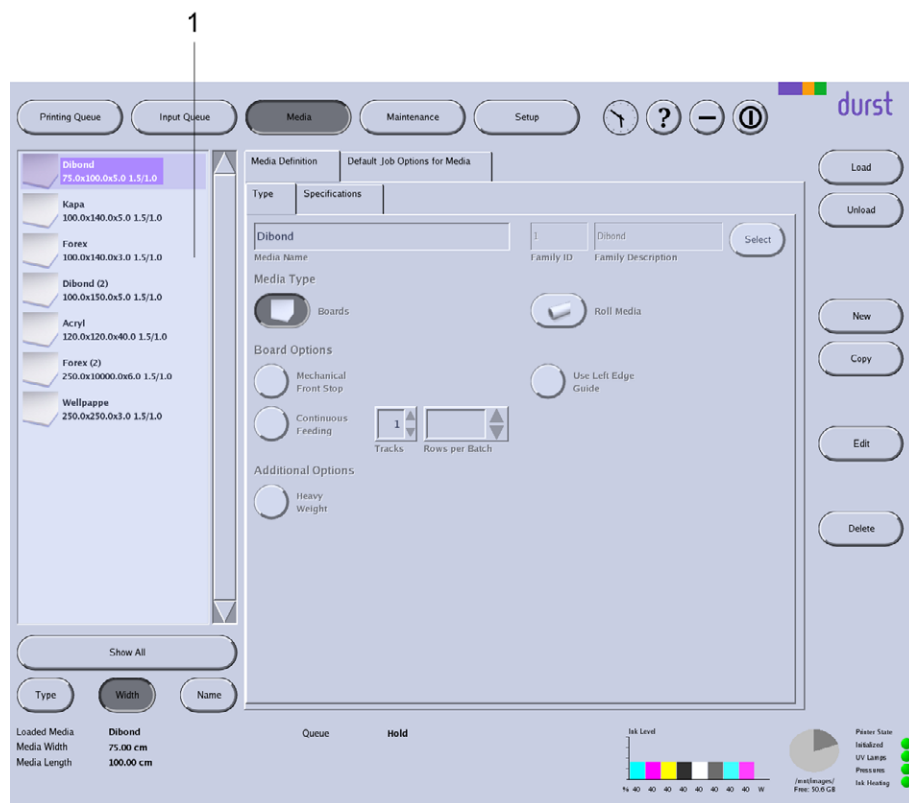 1
durst
Printing Queue
Input Queue
Media
Maintenance
Setup
?
Dibond
75.0x100.0x5.0 1.5/1.0
Kapa
100.0x140.0x5.0 1.5/1.0
Forex
100.0x140.0x3.0 1.5/1.0
Dibond (2)
100.0x150.0x5.0 1.5/1.0
Acryl
120.0x120.0x40.0 1.5/1.0
Forex (2)
250.0x10000.0x6.0 1.5/1.0
Wellpappe
250.0x250.0x3.0 1.5/1.0
Show All
Type
Width
Name
Media Definition
Default Job Options for Media
Type
Specifications
Dibond
1
Dibond
Select
Media Name
Family ID
Family Description
Media Type
Boards
Roll Media
Board Options
Mechanical
Front Stop
Use Left Edge
Guide
Continuous
Feeding
1
Tracks
Rows per Batch
Additional Options
Heavy
Weight
Load
Unload
New
Copy
Edit
Delete
Loaded Media Dibond
Media Width 75.00 cm
Media Length 100.00 cm
Queue Hold
Ink Level
% 40 40 40 40 40 40 40 40 W
/mnt/images/
Free: 50.6 GB
Printer State
Initialized
UV Lamps
Pressures
Ink Heating